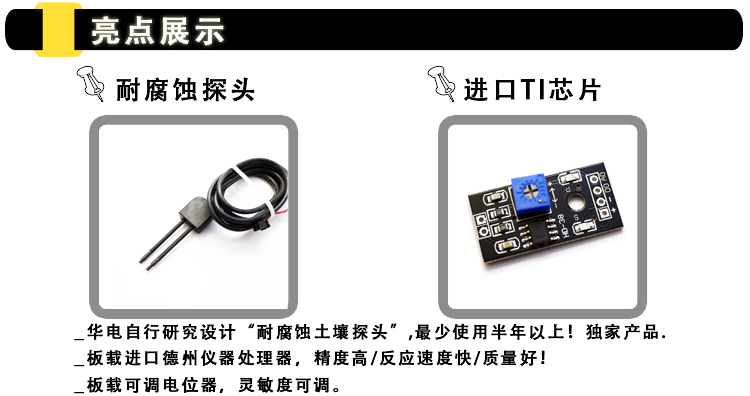 亮点展示
耐腐蚀探头
进口TI芯片
AO
DO
-
+
HD-38
_华电自行研究设计“耐腐蚀土壤探头”,最少使用半年以上！独家产品.
_板载进口德州仪器处理器，精度高/反应速度快/质量好！
_板载可调电位器，灵敏度可调。